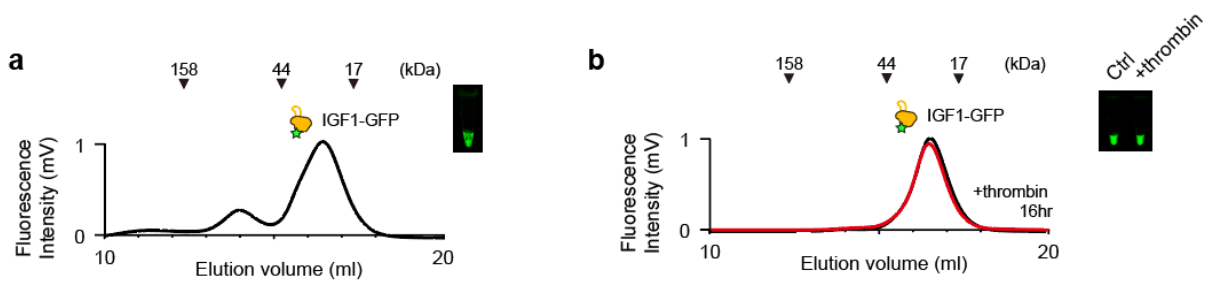 a
158 44 17 (kDa)
IGF1-GFP
Fluorescence
Intensity (mV)
1
0
10 20
Elution volume (ml)
b
158 44 17 (kDa)
Ctrl
+thrombin
IGF1-GFP
Fluorescence
Intensity (mV)
1
0
+thrombin
16hr
10 20
Elution volume (ml)